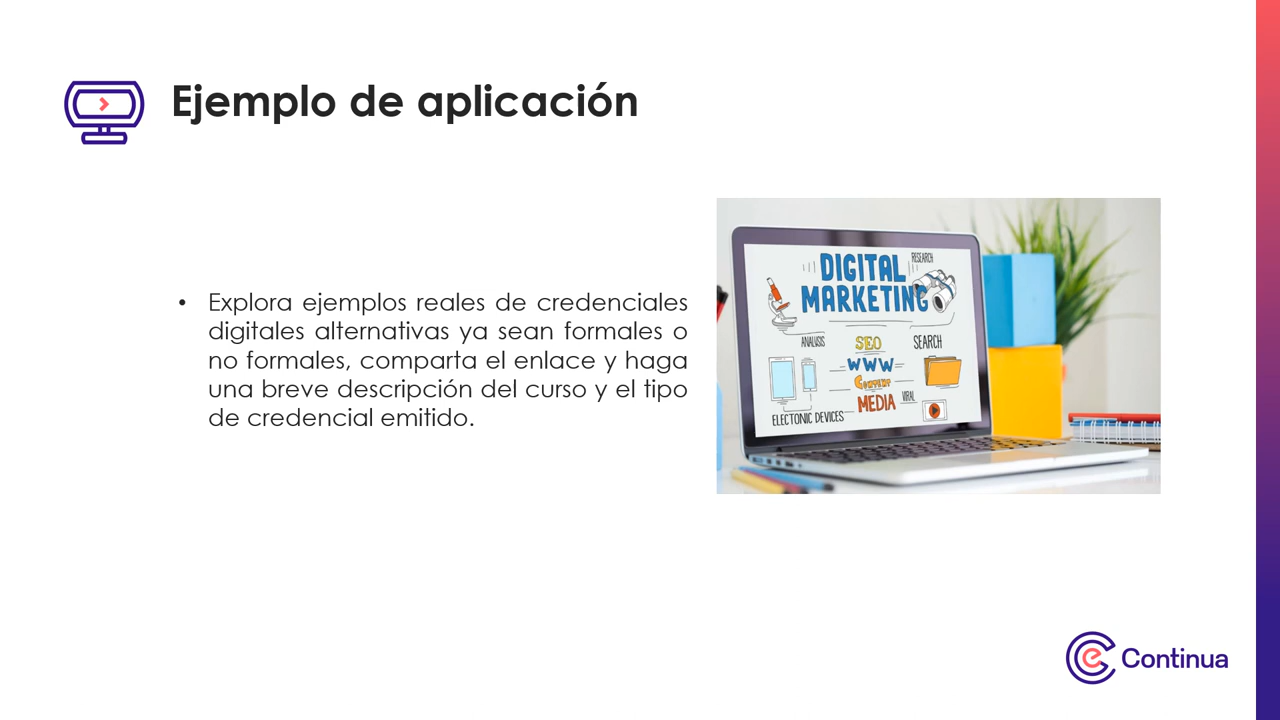 Ejemplo de aplicación
• Explora ejemplos reales de credenciales
digitales alternativas ya sean formales o
no formales, comparta el enlace y haga
una breve descripción del curso y el tipo
de credencial emitido.
DIGITAL
MARKETING
RESEARCH
ANALYSIS
SEO
SEARCH
WWW
CONTENT
MEDIA
VIRAL
ELECTONIC DEVICES
e Continua